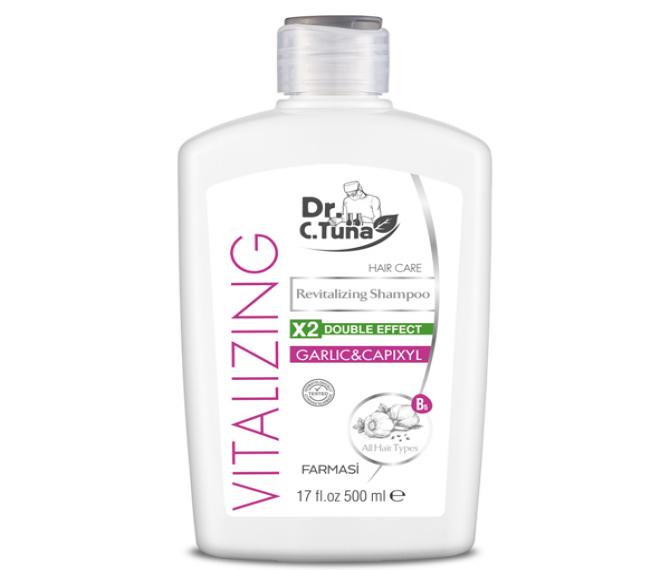 Dr.
C.Tuna
HAIR CARE
Revitalizing Shampoo
X2 DOUBLE EFFECT
GARLIC&CAPIXYL
VITALIZING
TESTED
B5
All Hair Types
FARMASİ
17 fl.oz 500 ml ℮